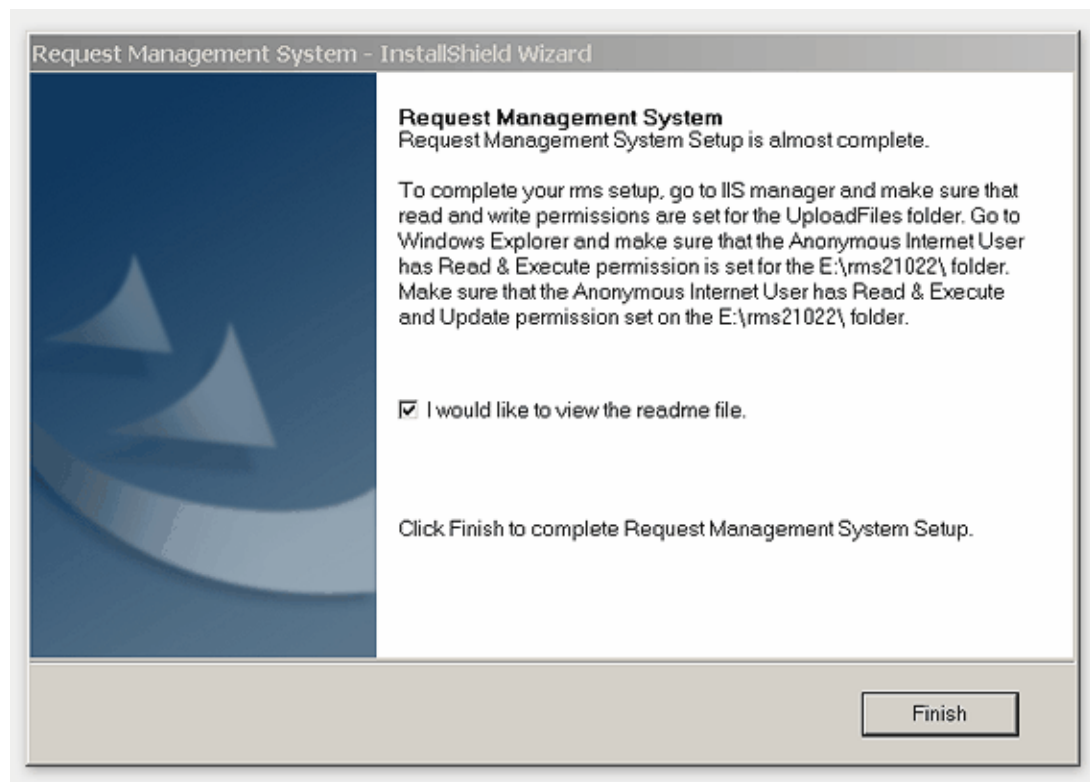 Request Management System - InstallShield Wizard
Request Management System
Request Management System Setup is almost complete.
To complete your rms setup, go to IIS manager and make sure that
read and write permissions are set for the UploadFiles folder. Go to
Windows Explorer and make sure that the Anonymous Internet User
has Read & Execute permission is set for the E:\rms21022\ folder.
Make sure that the Anonymous Internet User has Read & Execute
and Update permission set on the E:\rms21022\ folder.
I would like to view the readme file.
Click Finish to complete Request Management System Setup.
Finish